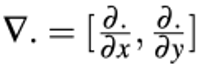 ∇. = [∂./∂x, ∂./∂y]